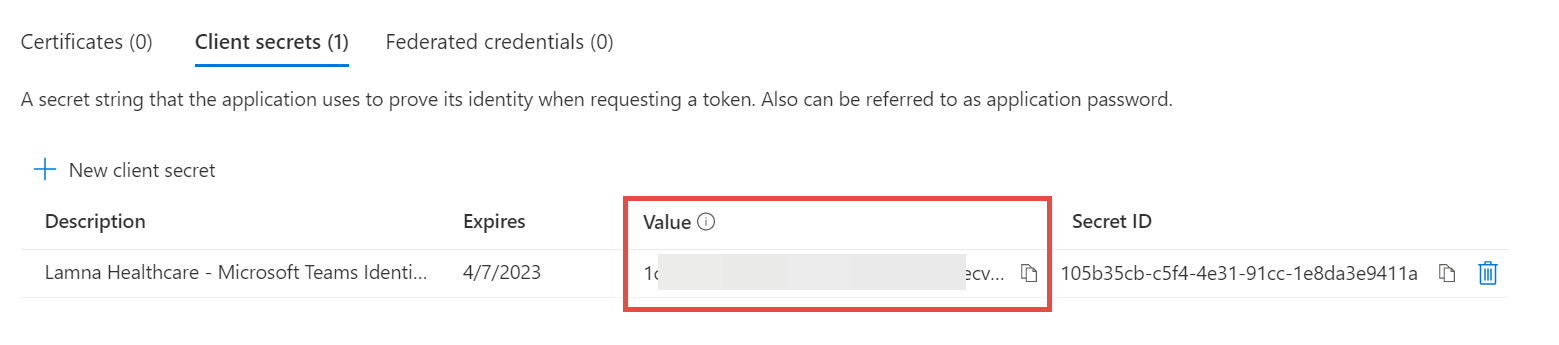 Certificates (0) Client secrets (1) Federated credentials (0)
A secret string that the application uses to prove its identity when requesting a token. Also can be referred to as application password.
New client secret
Description Expires Value Secret ID
Lamna Healthcare - Microsoft Teams Identi... 4/7/2023 ecv... 105b35cb-c5f4-4e31-91cc-1e8da3e9411a